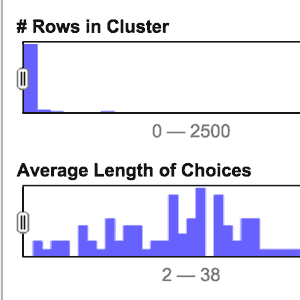 # Rows in Cluster
0 — 2500
Average Length of Choices
2 — 38